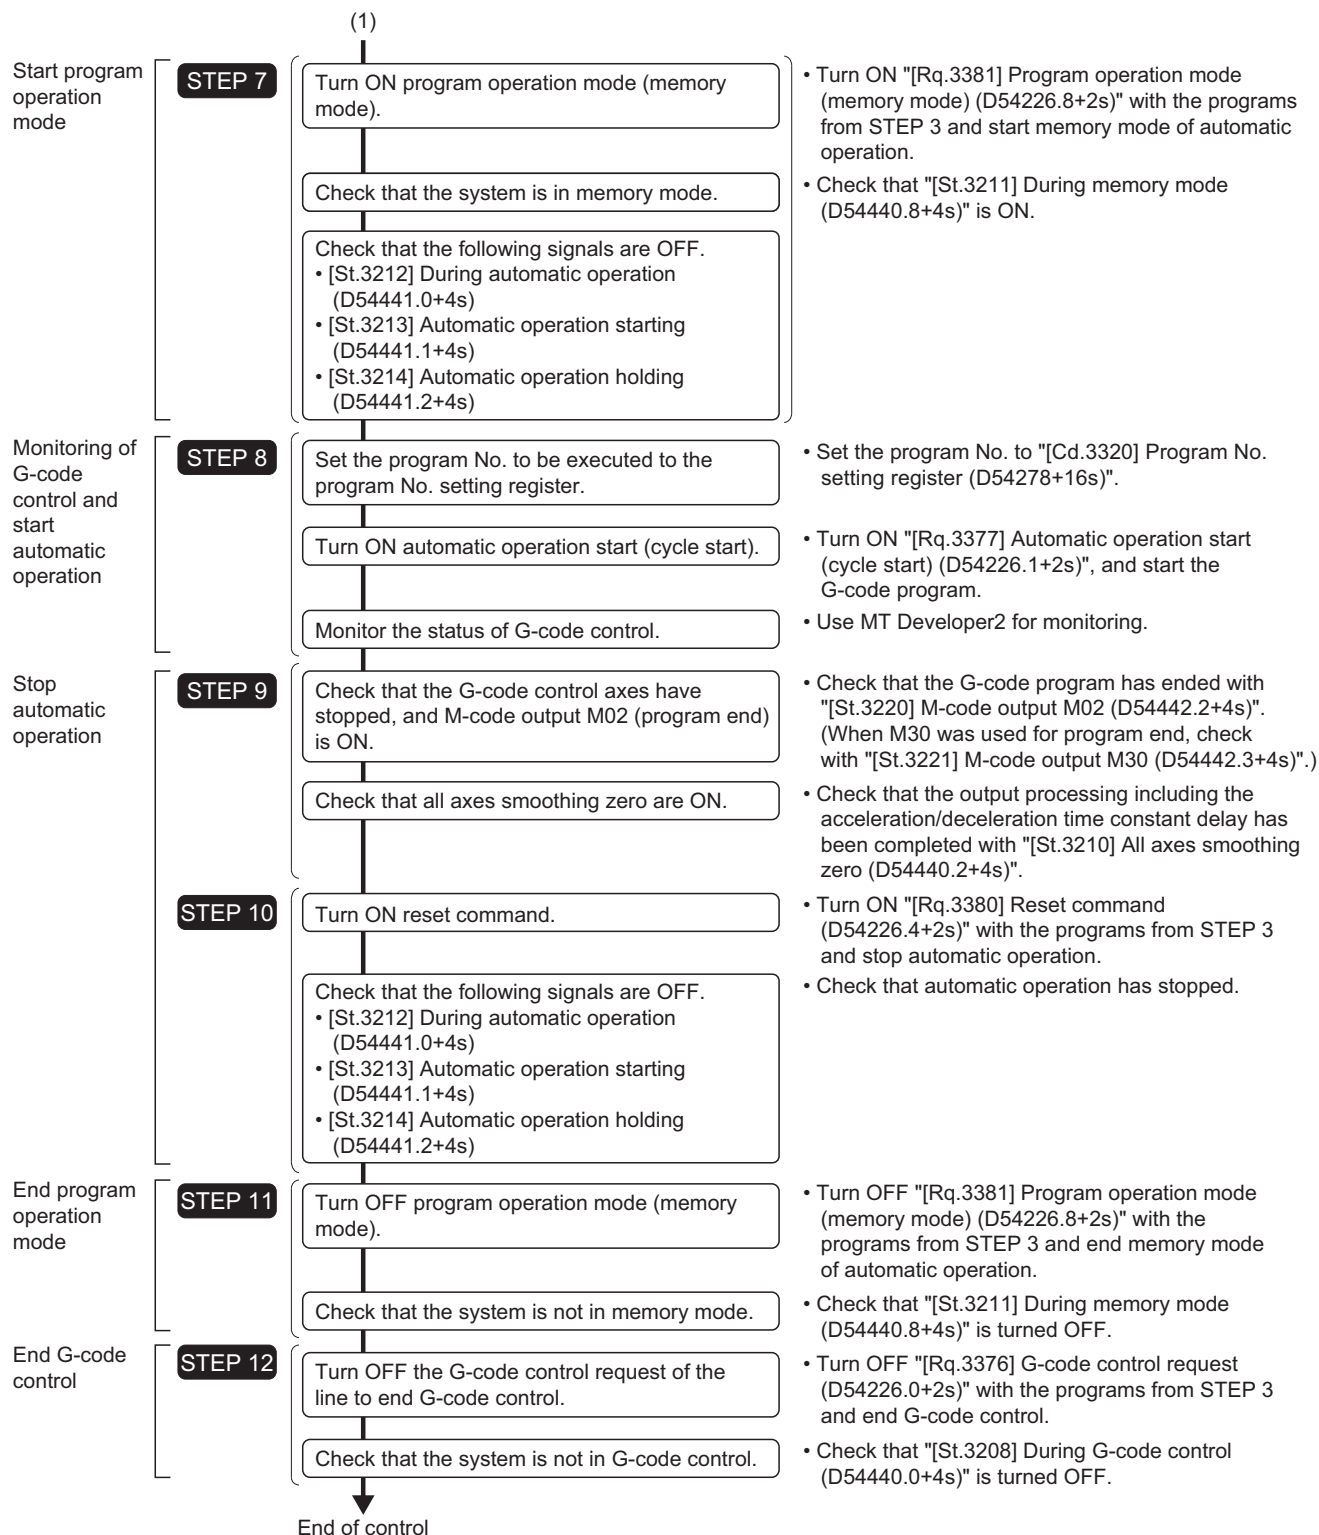 (1)
Start program
operation
mode
STEP 7
Turn ON program operation mode (memory
mode).
• Turn ON "[Rq.3381] Program operation mode
(memory mode) (D54226.8+2s)" with the programs
from STEP 3 and start memory mode of automatic
operation.
Check that the system is in memory mode.
• Check that "[St.3211] During memory mode
(D54440.8+4s)" is ON.
Check that the following signals are OFF.
• [St.3212] During automatic operation
(D54441.0+4s)
• [St.3213] Automatic operation starting
(D54441.1+4s)
• [St.3214] Automatic operation holding
(D54441.2+4s)
Monitoring of
G-code
control and
start
automatic
operation
STEP 8
Set the program No. to be executed to the
program No. setting register.
• Set the program No. to "[Cd.3320] Program No.
setting register (D54278+16s)".
Turn ON automatic operation start (cycle start).
• Turn ON "[Rq.3377] Automatic operation start
(cycle start) (D54226.1+2s)", and start the
G-code program.
Monitor the status of G-code control.
• Use MT Developer2 for monitoring.
Stop
automatic
operation
STEP 9
Check that the G-code control axes have
stopped, and M-code output M02 (program end)
is ON.
• Check that the G-code program has ended with
"[St.3220] M-code output M02 (D54442.2+4s)".
(When M30 was used for program end, check
with "[St.3221] M-code output M30 (D54442.3+4s)".)
Check that all axes smoothing zero are ON.
• Check that the output processing including the
acceleration/deceleration time constant delay has
been completed with "[St.3210] All axes smoothing
zero (D54440.2+4s)".
STEP 10
Turn ON reset command.
• Turn ON "[Rq.3380] Reset command
(D54226.4+2s)" with the programs from STEP 3
and stop automatic operation.
Check that the following signals are OFF.
• [St.3212] During automatic operation
(D54441.0+4s)
• [St.3213] Automatic operation starting
(D54441.1+4s)
• [St.3214] Automatic operation holding
(D54441.2+4s)
• Check that automatic operation has stopped.
End program
operation
mode
STEP 11
Turn OFF program operation mode (memory
mode).
• Turn OFF "[Rq.3381] Program operation mode
(memory mode) (D54226.8+2s)" with the
programs from STEP 3 and end memory mode
of automatic operation.
Check that the system is not in memory mode.
• Check that "[St.3211] During memory mode
(D54440.8+4s)" is turned OFF.
End G-code
control
STEP 12
Turn OFF the G-code control request of the
line to end G-code control.
• Turn OFF "[Rq.3376] G-code control request
(D54226.0+2s)" with the programs from STEP 3
and end G-code control.
Check that the system is not in G-code control.
• Check that "[St.3208] During G-code control
(D54440.0+4s)" is turned OFF.
End of control